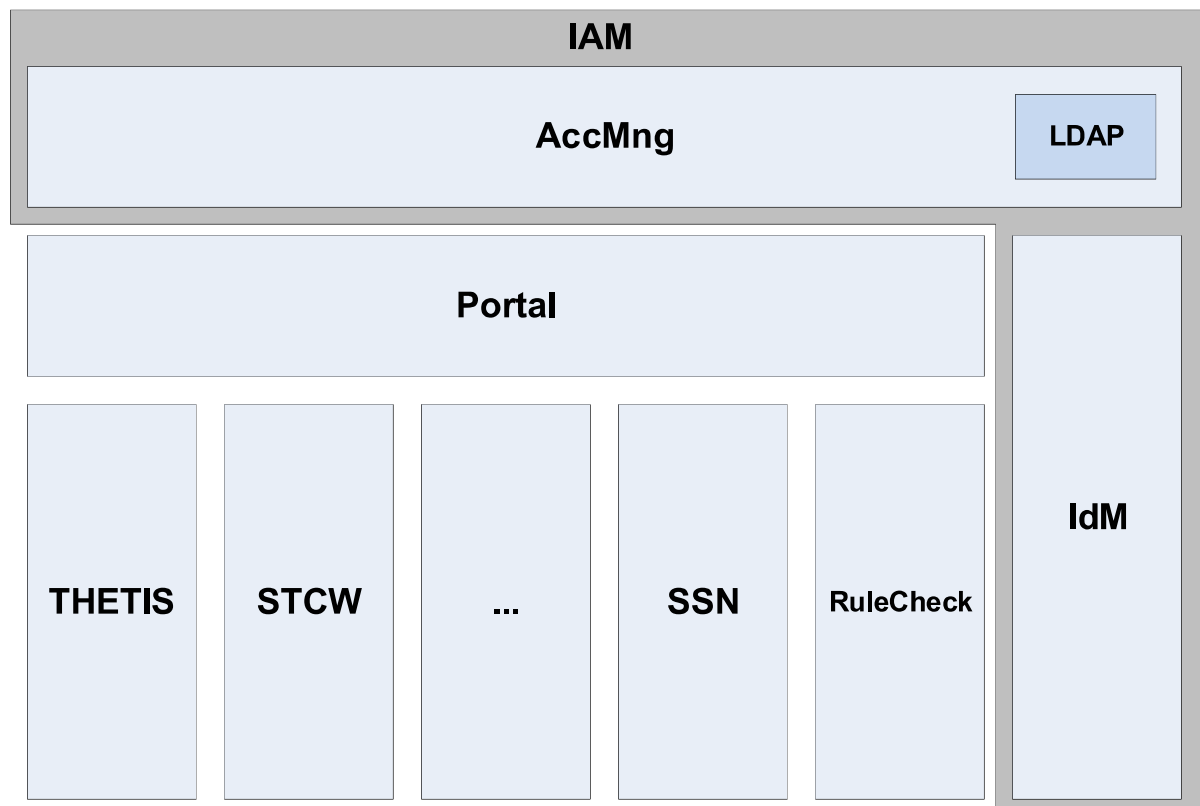 IAM
AccMng
LDAP
Portal
IdM
THETIS
STCW
...
SSN
RuleCheck